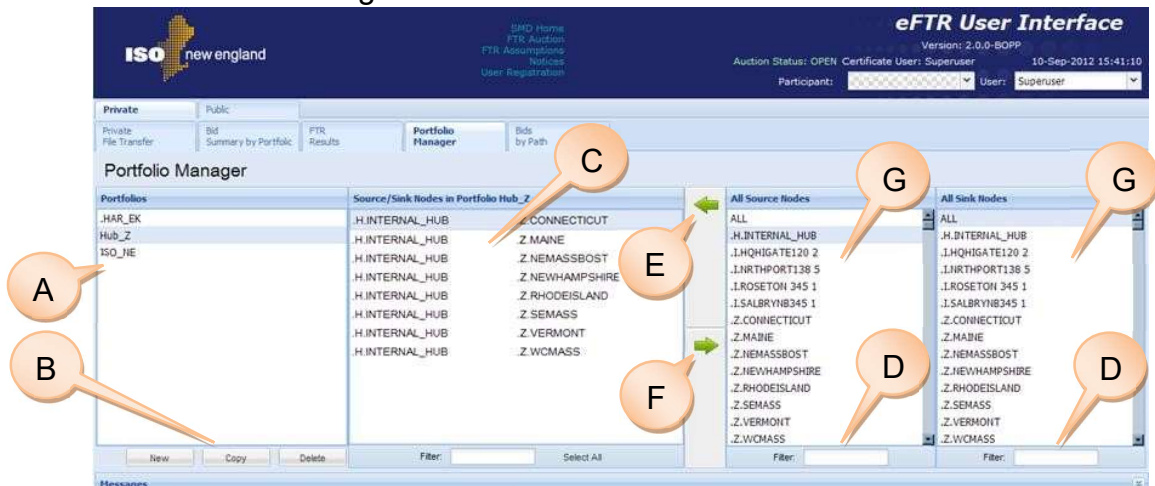 eFTR User Interface
SMD Home
FTR Auction
FTR Assumptions
Notices
User Registration
ISO new england
Version: 2.0.0-BOPP
Auction Status: OPEN Certificate User: Superuser 10-Sep-2012 15:41:10
Participant: User: Superuser
Private Public
Private File Transfer
Bid Summary by Portfolio
FTR Results
Portfolio Manager
Bids by Path
Portfolio Manager
C
G
G
Portfolios
.HAR_EK
Hub_Z
ISO_NE
A
B
New Copy Delete
Source/Sink Nodes in Portfolio Hub_Z
.H.INTERNAL_HUB .Z.CONNECTICUT
.H.INTERNAL_HUB .Z.MAINE
.H.INTERNAL_HUB .Z.NEMASSBOST
.H.INTERNAL_HUB .Z.NEWHAMPSHIRE
.H.INTERNAL_HUB .Z.RHODEISLAND
.H.INTERNAL_HUB .Z.SEMASS
.H.INTERNAL_HUB .Z.VERMONT
.H.INTERNAL_HUB .Z.WCMASS
Filter: Select All
E
F
All Source Nodes
ALL
.H.INTERNAL_HUB
.I.HQHIGATE120 2
.I.NRTHPORT138 5
.I.ROSETON 345 1
.I.SALBRYNB345 1
.Z.CONNECTICUT
.Z.MAINE
.Z.NEMASSBOST
.Z.NEWHAMPSHIRE
.Z.RHODEISLAND
.Z.SEMASS
.Z.VERMONT
.Z.WCMASS
D
Filter:
All Sink Nodes
ALL
.H.INTERNAL_HUB
.I.HQHIGATE120 2
.I.NRTHPORT138 5
.I.ROSETON 345 1
.I.SALBRYNB345 1
.Z.CONNECTICUT
.Z.MAINE
.Z.NEMASSBOST
.Z.NEWHAMPSHIRE
.Z.RHODEISLAND
.Z.SEMASS
.Z.VERMONT
.Z.WCMASS
D
Filter:
Messages